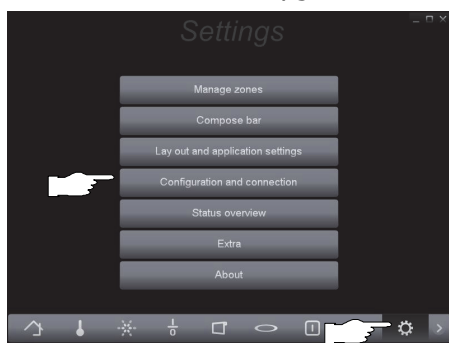 Settings
Manage zones
Compose bar
Lay out and application settings
Configuration and connection
Status overview
Extra
About